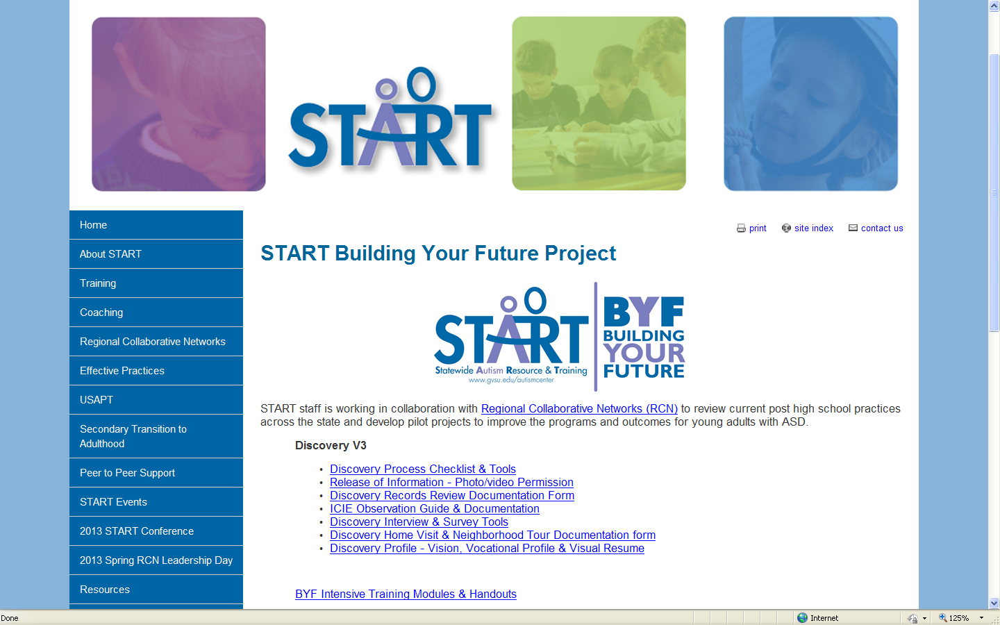 START
Home
About START
Training
Coaching
Regional Collaborative Networks
Effective Practices
USAPT
Secondary Transition to
Adulthood
Peer to Peer Support
START Events
2013 START Conference
2013 Spring RCN Leadership Day
Resources
print
site index
contact us
START Building Your Future Project
START
Statewide Autism Resource & Training
www.gvsu.edu/autismcenter
BYF
BUILDING
YOUR
FUTURE
START staff is working in collaboration with Regional Collaborative Networks (RCN) to review current post high school practices
across the state and develop pilot projects to improve the programs and outcomes for young adults with ASD.
Discovery V3
• Discovery Process Checklist & Tools
• Release of Information - Photo/video Permission
• Discovery Records Review Documentation Form
• ICIE Observation Guide & Documentation
• Discovery Interview & Survey Tools
• Discovery Home Visit & Neighborhood Tour Documentation form
• Discovery Profile - Vision, Vocational Profile & Visual Resume
BYF Intensive Training Modules & Handouts
Done
Internet
125%